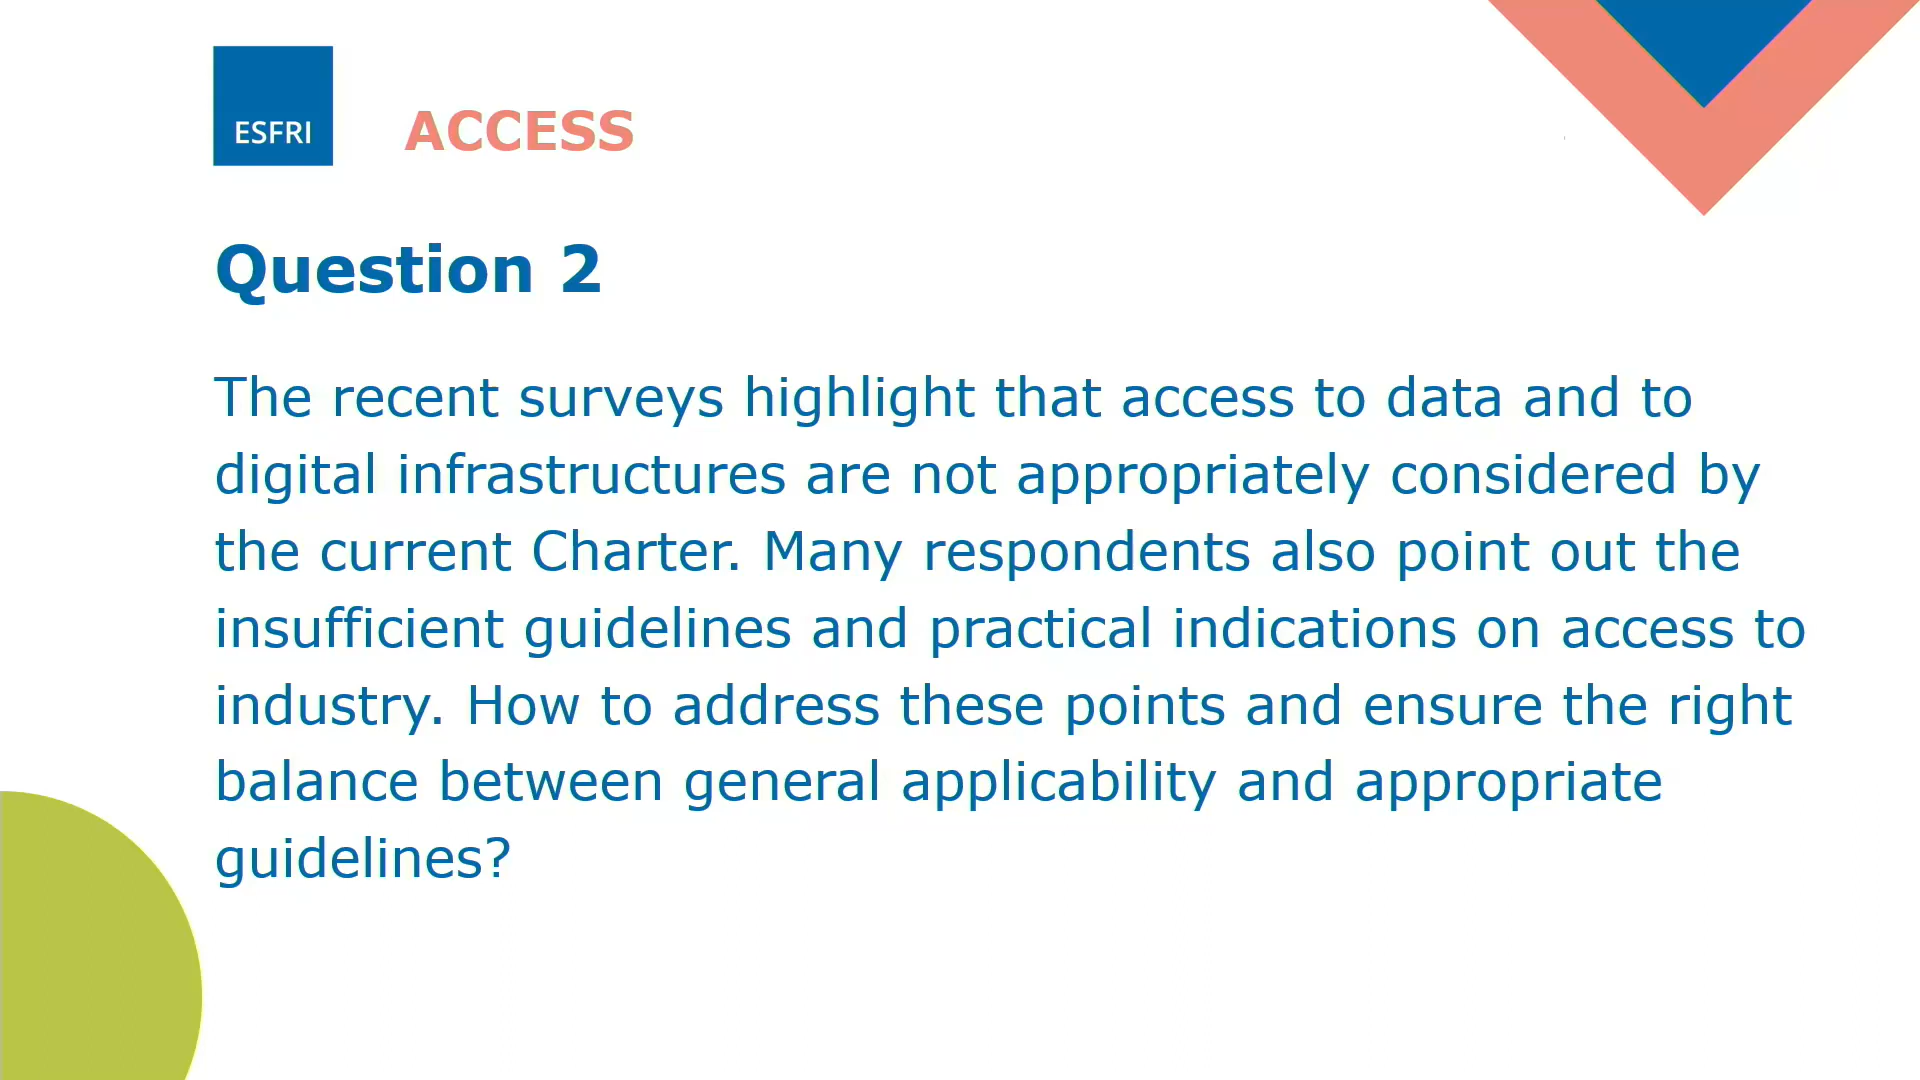 ESFRI
ACCESS
Question 2
The recent surveys highlight that access to data and to
digital infrastructures are not appropriately considered by
the current Charter. Many respondents also point out the
insufficient guidelines and practical indications on access to
industry. How to address these points and ensure the right
balance between general applicability and appropriate
guidelines?